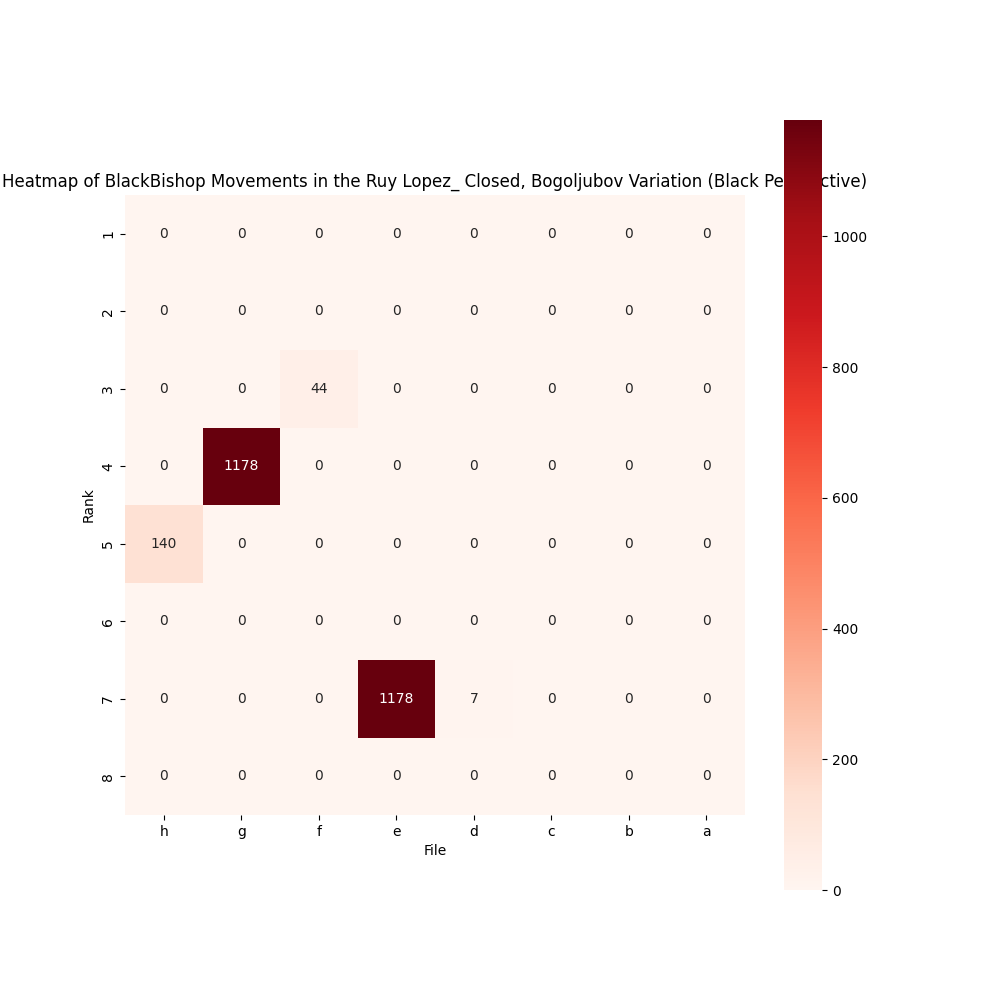 Heatmap of BlackBishop Movements in the Ruy Lopez_ Closed, Bogoljubov Variation (Black Pe ctive)
1 0 0 0 0 0 0 0 0
1000
2 0 0 0 0 0 0 0 0
800
3 0 0 44 0 0 0 0 0
4 0 1178 0 0 0 0 0 0
Rank
600
5 140 0 0 0 0 0 0 0
6 0 0 0 0 0 0 0 0
400
7 0 0 0 1178 7 0 0 0
200
8 0 0 0 0 0 0 0 0
h g f e d c b a
File
0